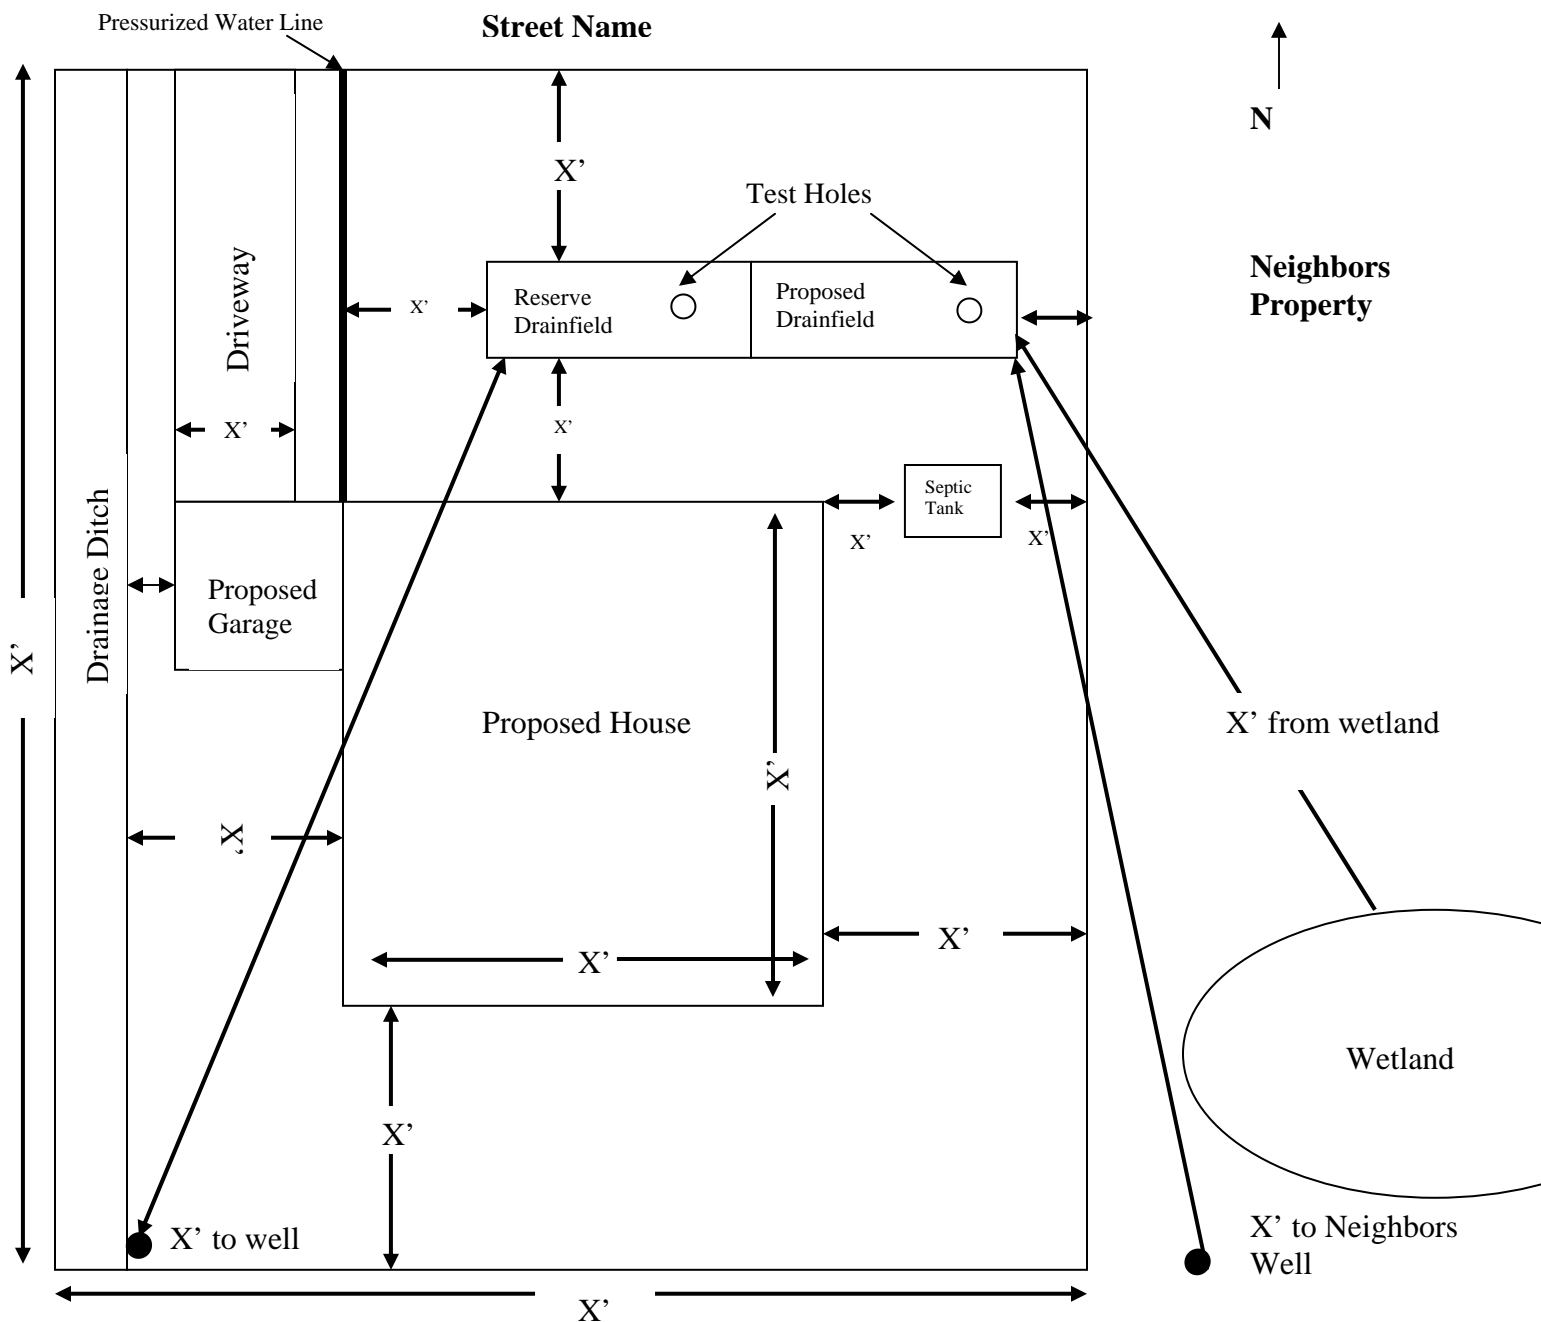 Pressurized Water Line
Street Name
N
X’
Test Holes
Driveway
Neighbors
Property
Reserve
Drainfield
Proposed
Drainfield
X’
X’
X’
Septic
Tank
X’
X’
Drainage Ditch
Proposed
Garage
X’
Proposed House
X’
X’ from wetland
X’
X’
X’
Wetland
X’
X’ to well
X’ to Neighbors
Well
X’